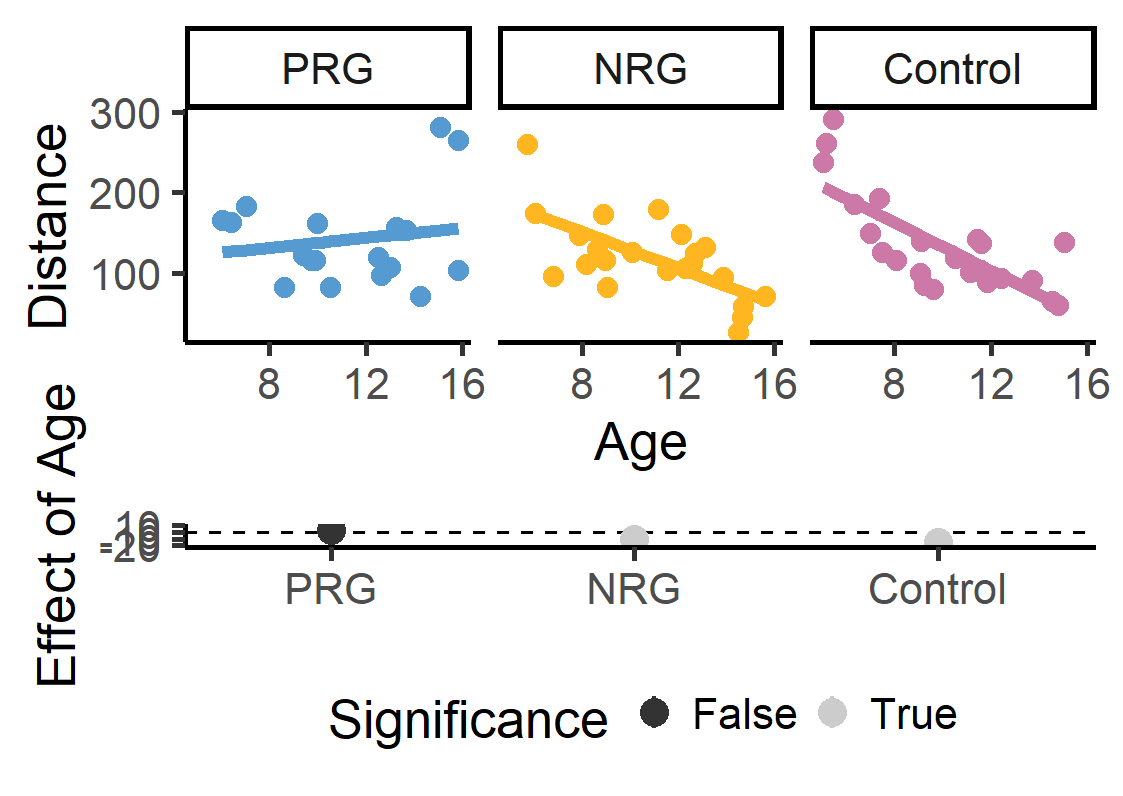 PRG NRG Control
Distance
300
200
100
8 12 16 8 12 16 8 12 16
Age
Effect of Age
-20
PRG NRG Control
Significance False True